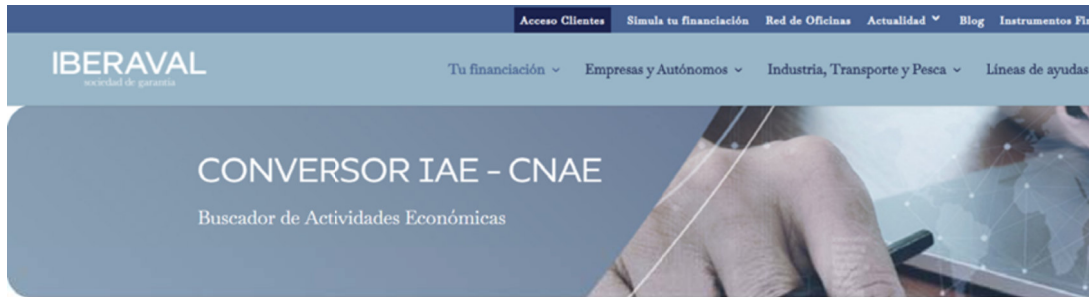 Acceso Clientes Simula tu financiación Red de Oficinas Actualidad Blog Instrumentos
IBERAVAL
sociedad de garantía
Tu financiación Empresas y Autónomos Industria, Transporte y Pesca Líneas de ayudas
CONVERSOR IAE - CNAE
Buscador de Actividades Económicas